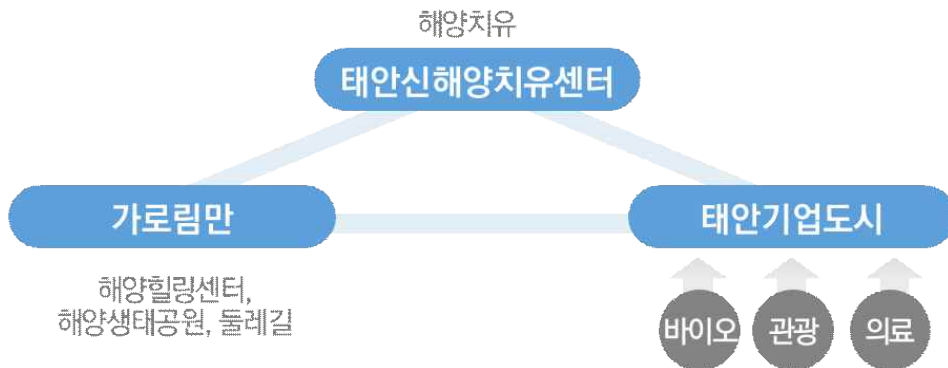 해양치유
태안신해양치유센터
가로림만
태안기업도시
해양힐링센터,
해양생태공원, 둘레길
바이오 관광 의료